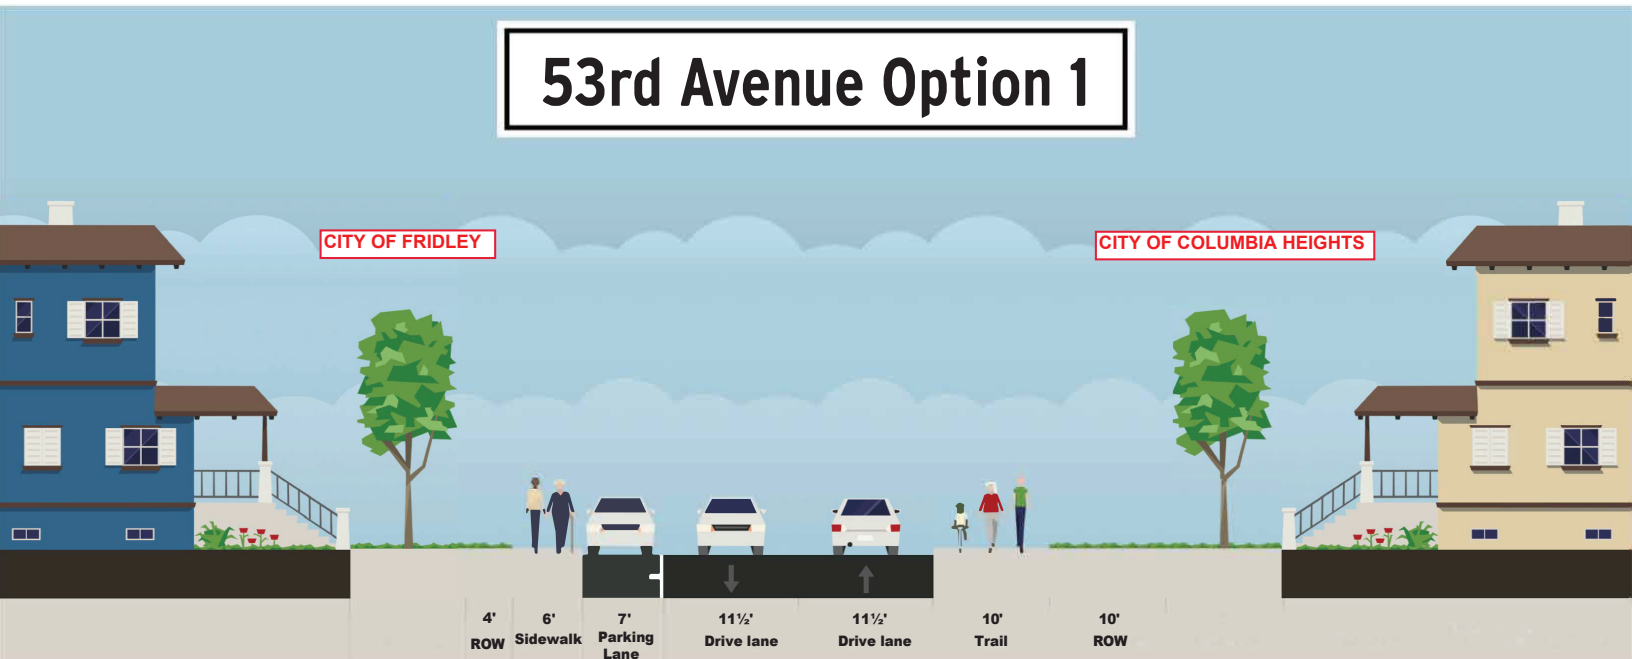 53rd Avenue Option 1
CITY OF FRIDLEY
CITY OF COLUMBIA HEIGHTS
4'
ROW
6'
Sidewalk
7'
Parking
Lane
11½'
Drive lane
11½'
Drive lane
10'
Trail
10'
ROW